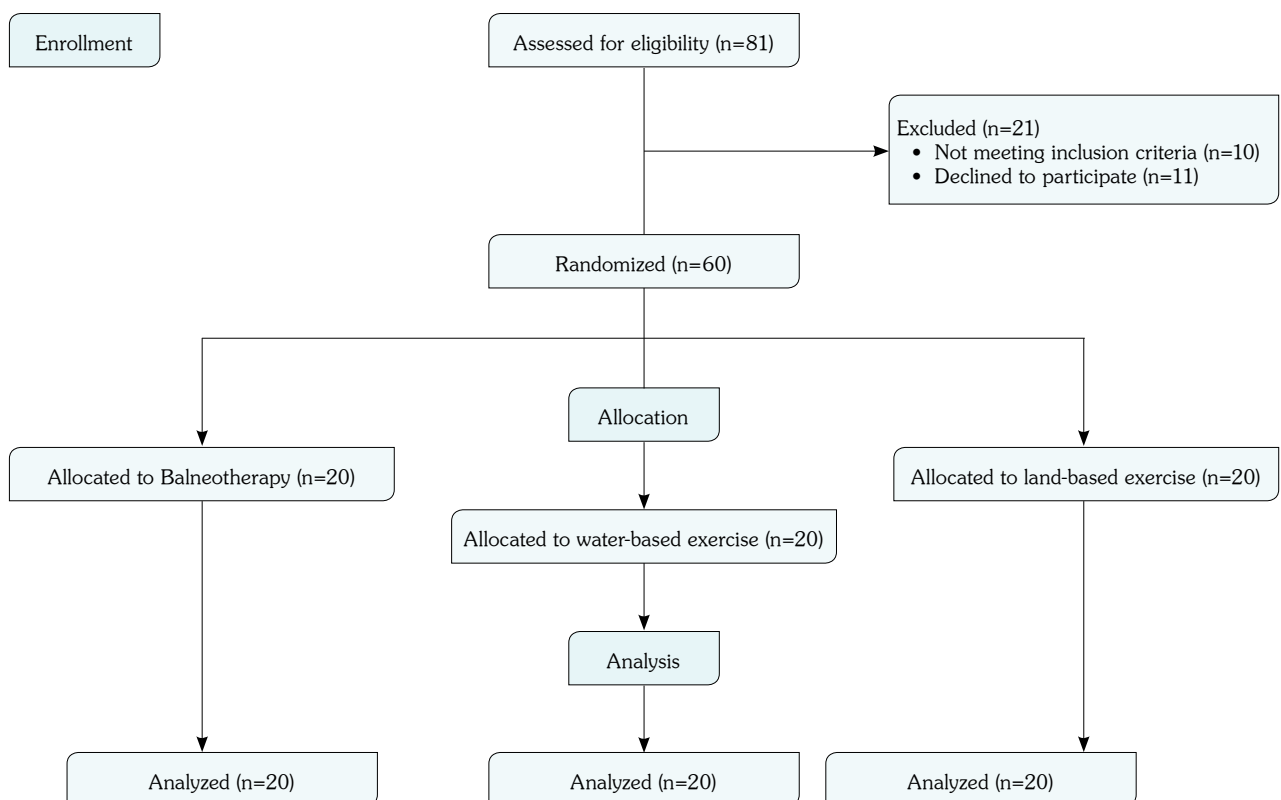 Enrollment
Assessed for eligibility (n=81)
Excluded (n=21)
• Not meeting inclusion criteria (n=10)
• Declined to participate (n=11)
Randomized (n=60)
Allocation
Allocated to Balneotherapy (n=20)
Allocated to water-based exercise (n=20)
Allocated to land-based exercise (n=20)
Analysis
Analyzed (n=20)
Analyzed (n=20)
Analyzed (n=20)